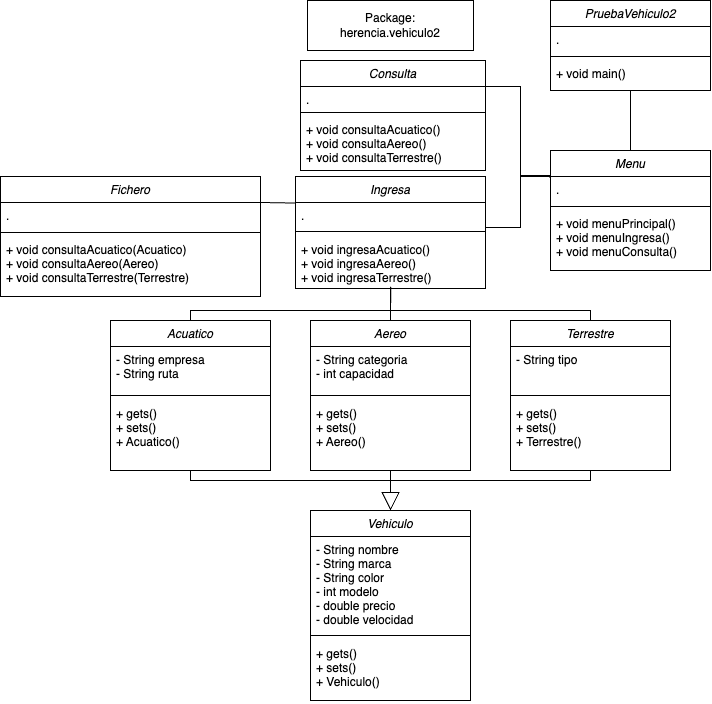 Package:
herencia.vehiculo2
PruebaVehiculo2
.
+ void main()
Consulta
.
+ void consultaAcuatico()
+ void consultaAereo()
+ void consultaTerrestre()
Menu
.
+ void menuPrincipal()
+ void menuIngresa()
+ void menuConsulta()
Fichero
.
+ void consultaAcuatico(Acuatico)
+ void consultaAereo(Aereo)
+ void consultaTerrestre(Terrestre)
Ingresa
.
+ void ingresaAcuatico()
+ void ingresaAereo()
+ void ingresaTerrestre()
Acuatico
- String empresa
- String ruta
+ gets()
+ sets()
+ Acuatico()
Aereo
- String categoria
- int capacidad
+ gets()
+ sets()
+ Aereo()
Terrestre
- String tipo
+ gets()
+ sets()
+ Terrestre()
Vehiculo
- String nombre
- String marca
- String color
- int modelo
- double precio
- double velocidad
+ gets()
+ sets()
+ Vehiculo()